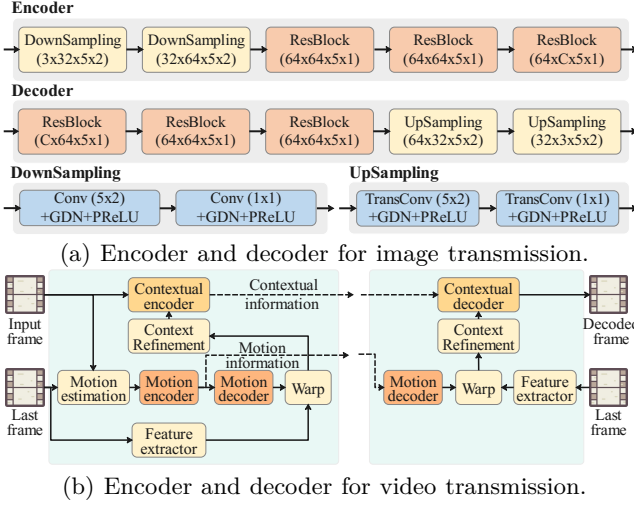 Encoder
DownSampling DownSampling ResBlock ResBlock ResBlock
(3x32x5x2) (32x64x5x2) (64x64x5x1) (64x64x5x1) (64xCx5x1)
Decoder
ResBlock ResBlock ResBlock UpSampling UpSampling
(Cx64x5x1) (64x64x5x1) (64x64x5x1) (64x32x5x2) (32x3x5x2)
DownSampling UpSampling
Conv (5x2) Conv (1x1) TransConv (5x2) TransConv (1x1)
+GDN+PReLU +GDN+PReLU +GDN+PReLU +GDN+PReLU
(a) Encoder and decoder for image transmission.
Input
frame
Contextual
encoder
Contextual
information
Contextual
decoder
Decoded
frame
Context
Refinement
Motion
information
Context
Refinement
Last
frame
Motion
estimation
Motion
encoder
Motion
decoder
Warp
Motion
decoder
Warp
Feature
extractor
Last
frame
Feature
extractor
(b) Encoder and decoder for video transmission.